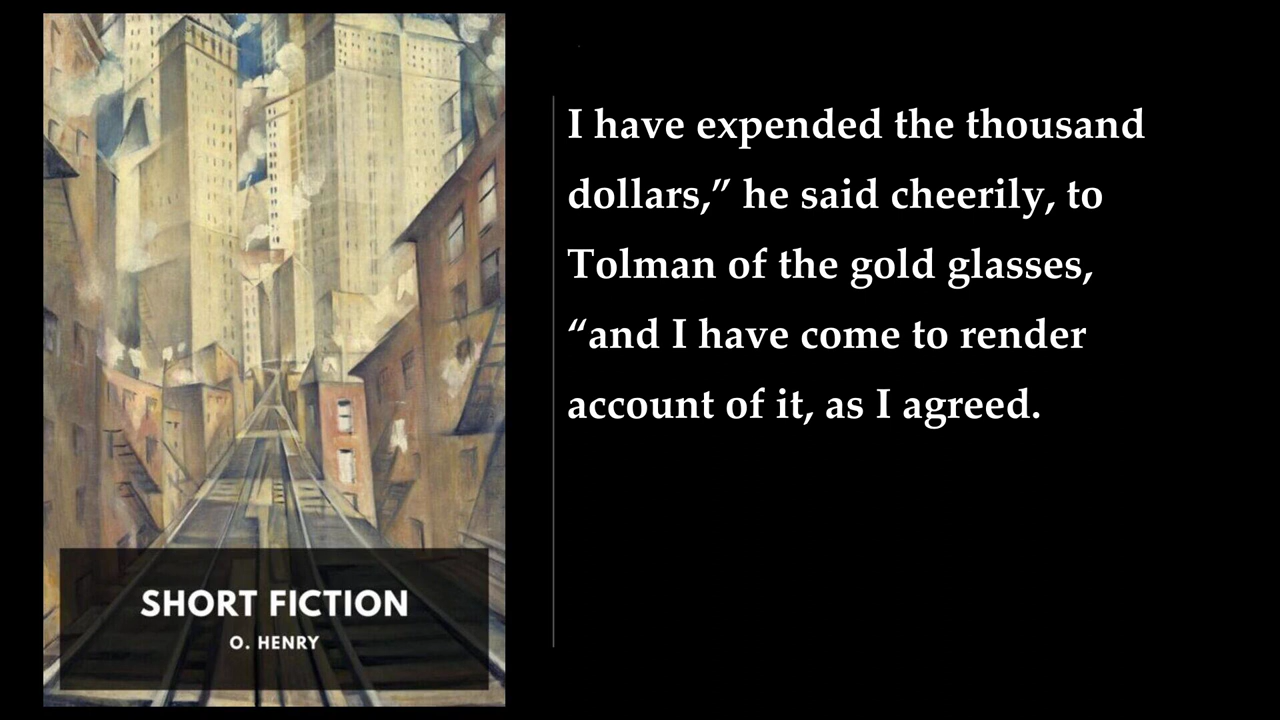 I have expended the thousand
dollars,” he said cheerily, to
Tolman of the gold glasses,
“and I have come to render
account of it, as I agreed.
SHORT FICTION
O. HENRY